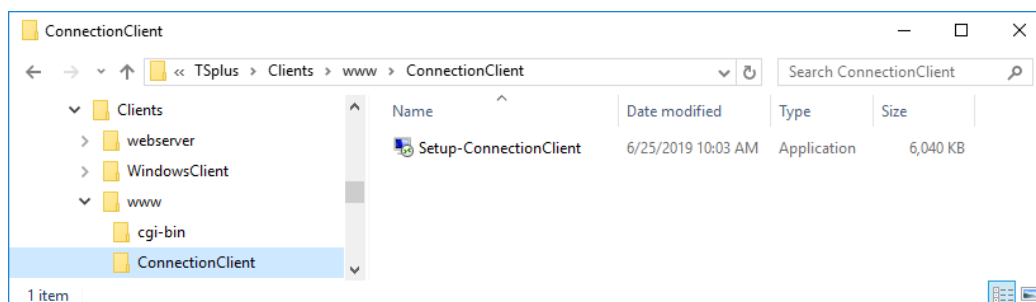 ConnectionClient
« TSplus > Clients > www > ConnectionClient
Search ConnectionClient
Clients
webserver
WindowsClient
www
cgi-bin
ConnectionClient
Name Date modified Type Size
Setup-ConnectionClient 6/25/2019 10:03 AM Application 6,040 KB
1 item